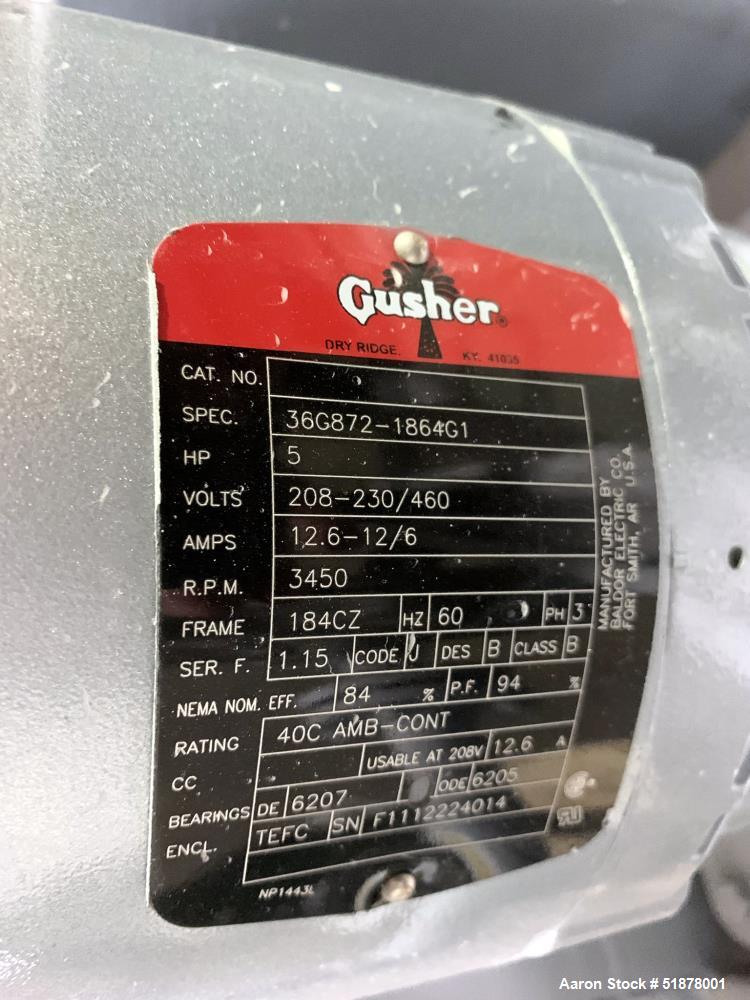 Gusher
DRY RIDGE. KY. 41035
CAT. NO.
SPEC. 36G872-1864G1
HP 5
VOLTS 208-230/460
AMPS 12.6-12/6
R.P.M. 3450
FRAME 184CZ HZ 60 PH 3
SER. F. 1.15 CODE J DES B CLASS B
NEMA NOM. EFF. 84 % P.F. 94 %
RATING 40C AMB-CONT
CC USABLE AT 208V 12.6 A
BEARINGS DE 6207 ODE 6205
ENCL. TEFC SN F1112224014
NP1443L
MANUFACTURED BY
BALDOR ELECTRIC CO.
FORT SMITH, AR U.S.A.
Aaron Stock # 51878001